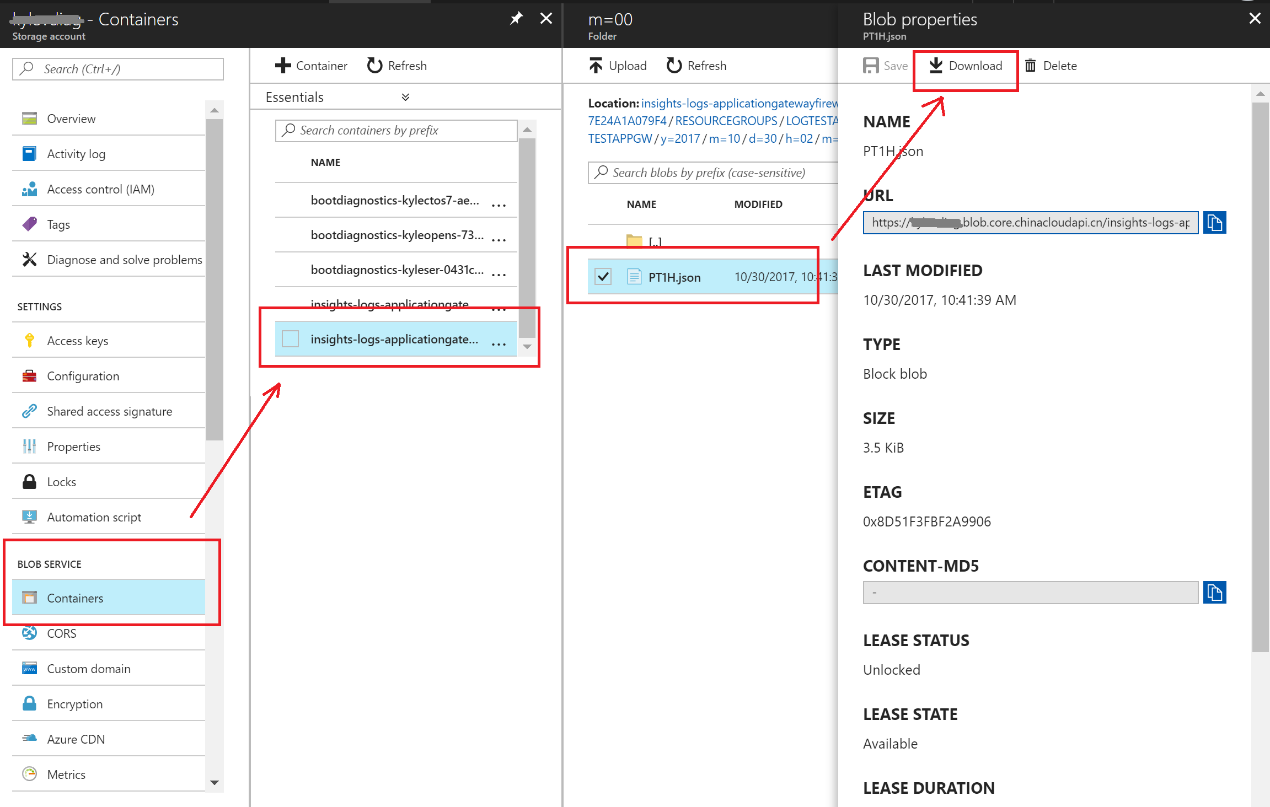 - Containers
Storage account
Search (Ctrl+/)
Overview
Activity log
Access control (IAM)
Tags
Diagnose and solve problems
SETTINGS
Access keys
Configuration
Shared access signature
Properties
Locks
Automation script
BLOB SERVICE
Containers
CORS
Custom domain
Encryption
Azure CDN
Metrics
Container
Refresh
Essentials
Search containers by prefix
NAME
bootdiagnostics-kylectos7-ae... ...
bootdiagnostics-kyleopens-73... ...
bootdiagnostics-kyleser-0431c... ...
insights-logs-applicationgate... ...
insights-logs-applicationgate... ...
m=00
Folder
Upload
Refresh
Location: insights-logs-applicationgatewayfirew
7E24A1A079F4 / RESOURCEGROUPS / LOGTESTA
TESTAPPGW / y=2017 / m=10 / d=30 / h=02 / m=
Search blobs by prefix (case-sensitive)
NAME MODIFIED
[..]
PT1H.json 10/30/2017, 10:41:3
Blob properties
PT1H.json
Save
Download
Delete
NAME
PT1H.json
URL
https:// .blob.core.chinacloudapi.cn/insights-logs-ap
LAST MODIFIED
10/30/2017, 10:41:39 AM
TYPE
Block blob
SIZE
3.5 KiB
ETAG
0x8D51F3FBF2A9906
CONTENT-MD5
-
LEASE STATUS
Unlocked
LEASE STATE
Available
LEASE DURATION